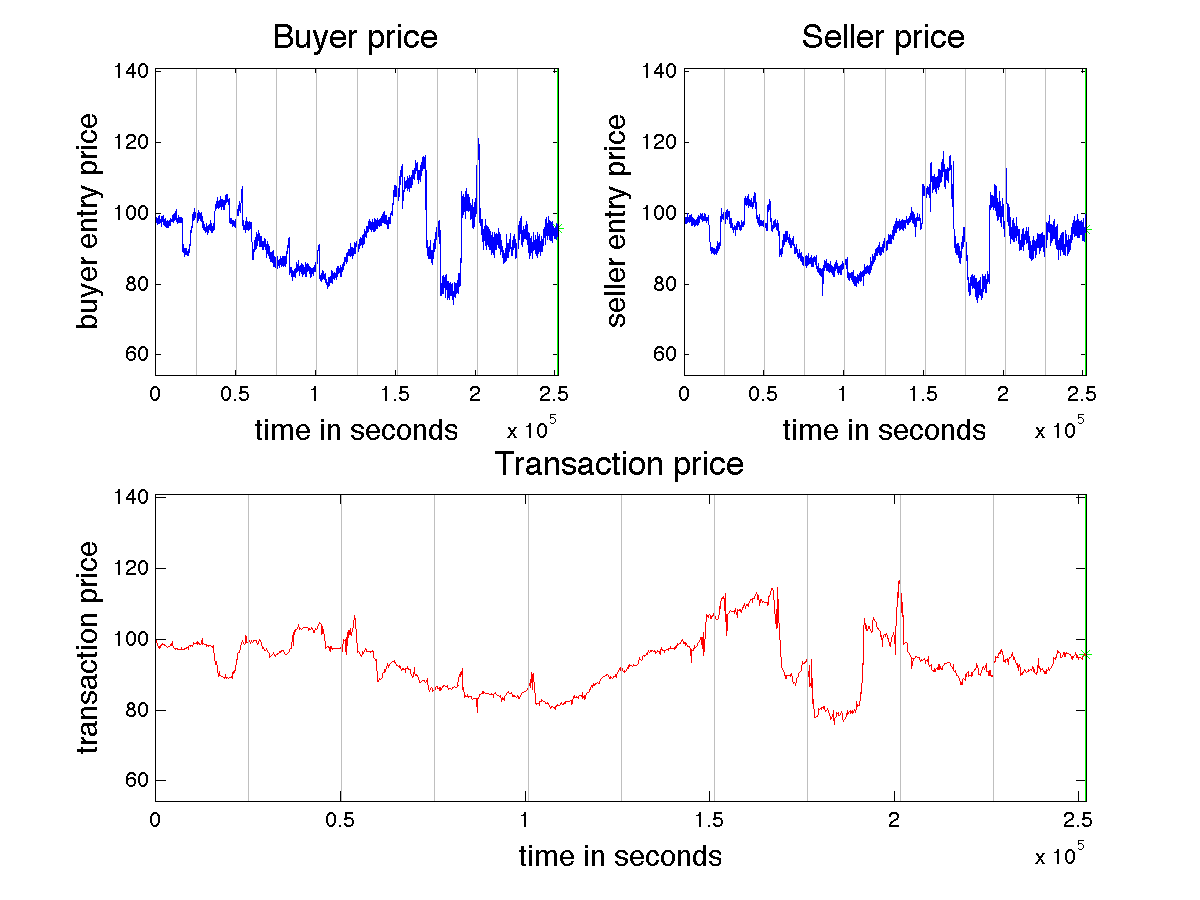 Buyer price
140
120
100
80
60
buyer entry price
0 0.5 1 1.5 2 2.5
x 10^5
time in seconds
Seller price
140
120
100
80
60
seller entry price
0 0.5 1 1.5 2 2.5
x 10^5
time in seconds
Transaction price
140
120
100
80
60
transaction price
0 0.5 1 1.5 2 2.5
x 10^5
time in seconds